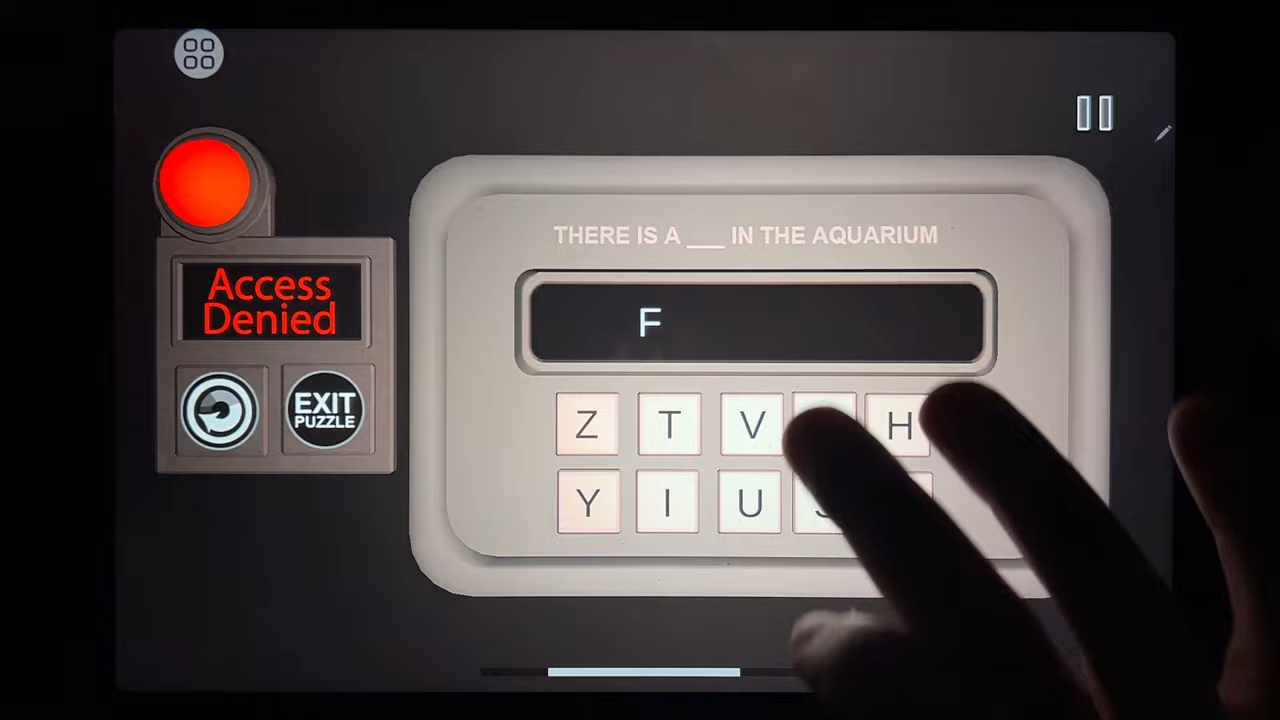 THERE IS A ___ IN THE AQUARIUM
Access
Denied
F
EXIT
PUZZLE
Z T V H
Y I U